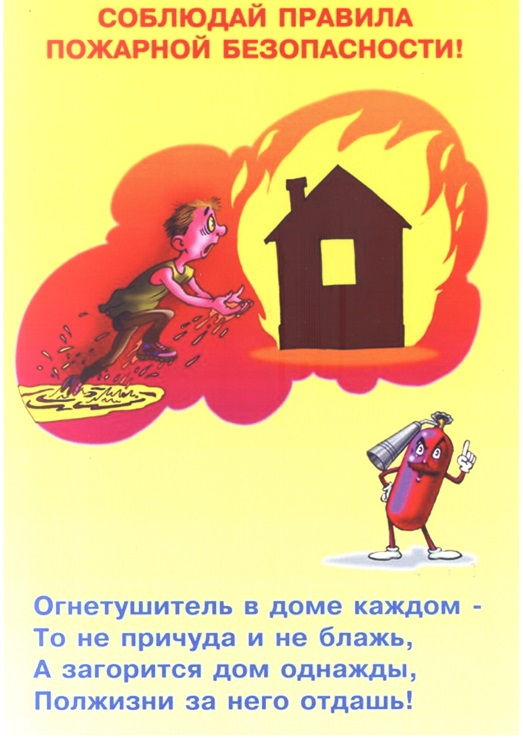 СОБЛЮДАЙ ПРАВИЛА
ПОЖАРНОЙ БЕЗОПАСНОСТИ!
Огнетушитель в доме каждом -
То не причуда и не блажь,
А загорится дом однажды,
Полжизни за него отдашь!